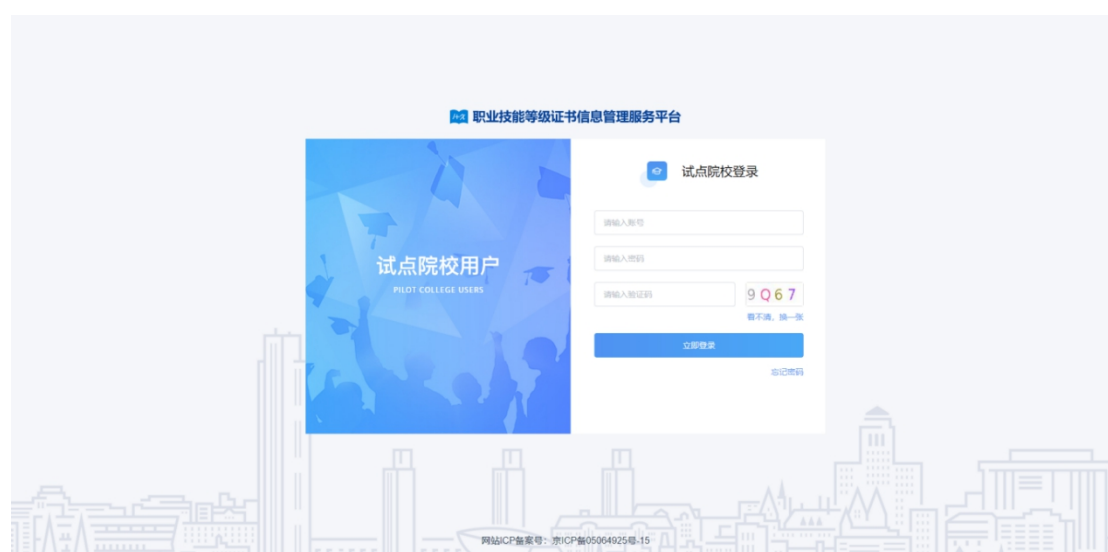 职业技能等级证书信息管理服务平台
试点院校用户
PILOT COLLEGE USERS
试点院校登录
请输入账号
请输入密码
请输入验证码
9Q67
看不清，换一张
立即登录
忘记密码
网站ICP备案号：京ICP备05064925号-15